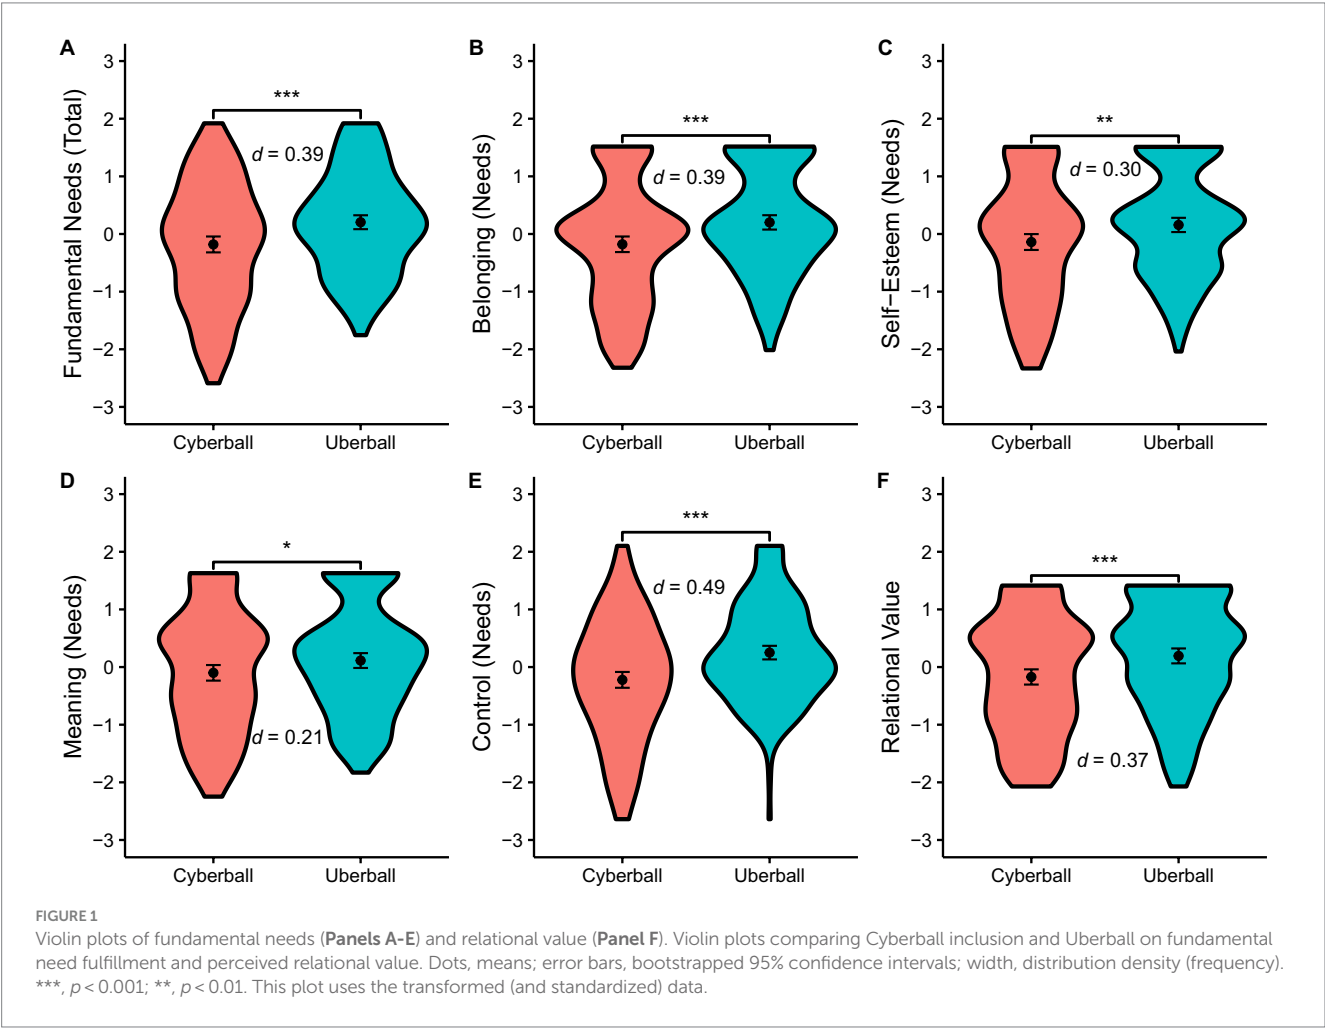 A
Fundamental Needs (Total)
3
2
1
0
−1
−2
−3
***
d = 0.39
Cyberball
Uberball
B
Belonging (Needs)
3
2
1
0
−1
−2
−3
***
d = 0.39
Cyberball
Uberball
C
Self−Esteem (Needs)
3
2
1
0
−1
−2
−3
**
d = 0.30
Cyberball
Uberball
D
Meaning (Needs)
3
2
1
0
−1
−2
−3
*
d = 0.21
Cyberball
Uberball
E
Control (Needs)
3
2
1
0
−1
−2
−3
***
d = 0.49
Cyberball
Uberball
F
Relational Value
3
2
1
0
−1
−2
−3
***
d = 0.37
Cyberball
Uberball
FIGURE 1
Violin plots of fundamental needs (Panels A-E) and relational value (Panel F). Violin plots comparing Cyberball inclusion and Uberball on fundamental
need fulfillment and perceived relational value. Dots, means; error bars, bootstrapped 95% confidence intervals; width, distribution density (frequency).
***, p < 0.001; **, p < 0.01. This plot uses the transformed (and standardized) data.